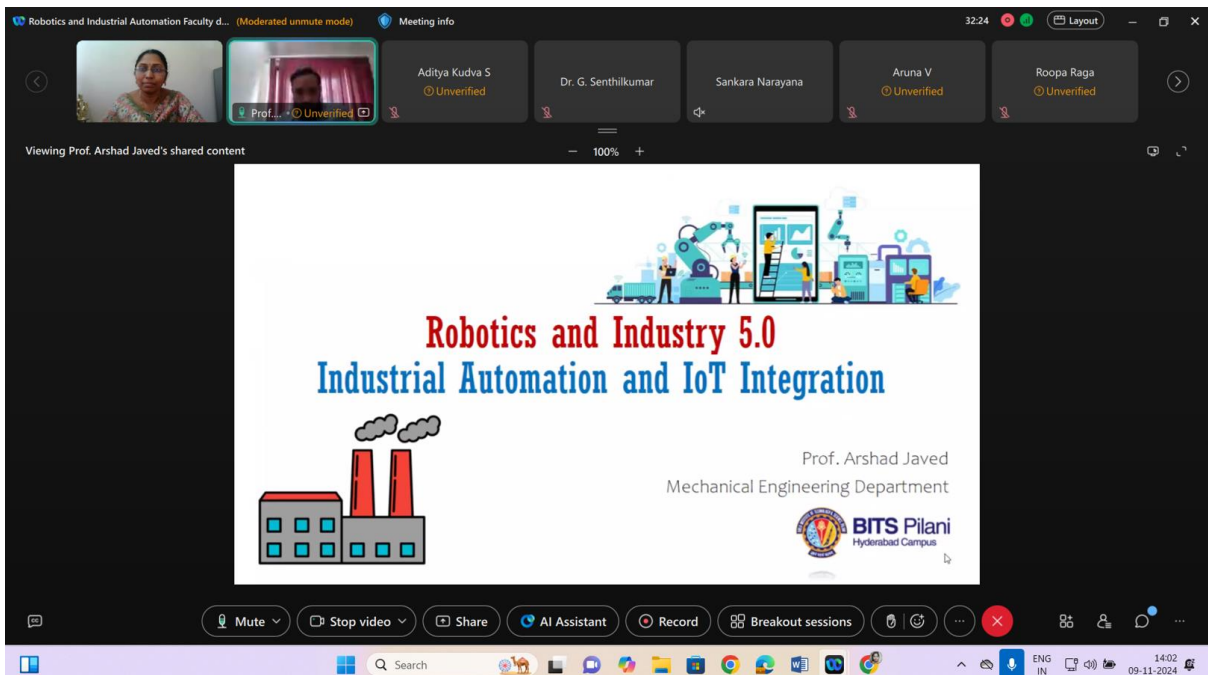 Robotics and Industrial Automation Faculty d... (Moderated unmute mode)
Meeting info
32:24
Layout
Prof.... • Unverified
Aditya Kudva S
Unverified
Dr. G. Senthilkumar
Sankara Narayana
Aruna V
Unverified
Roopa Raga
Unverified
Viewing Prof. Arshad Javed's shared content
— 100% +
Robotics and Industry 5.0
Industrial Automation and IoT Integration
Prof. Arshad Javed
Mechanical Engineering Department
BITS Pilani
Hyderabad Campus
CC
Mute
Stop video
Share
AI Assistant
Record
Breakout sessions
Search
ENG
IN
14:02
09-11-2024